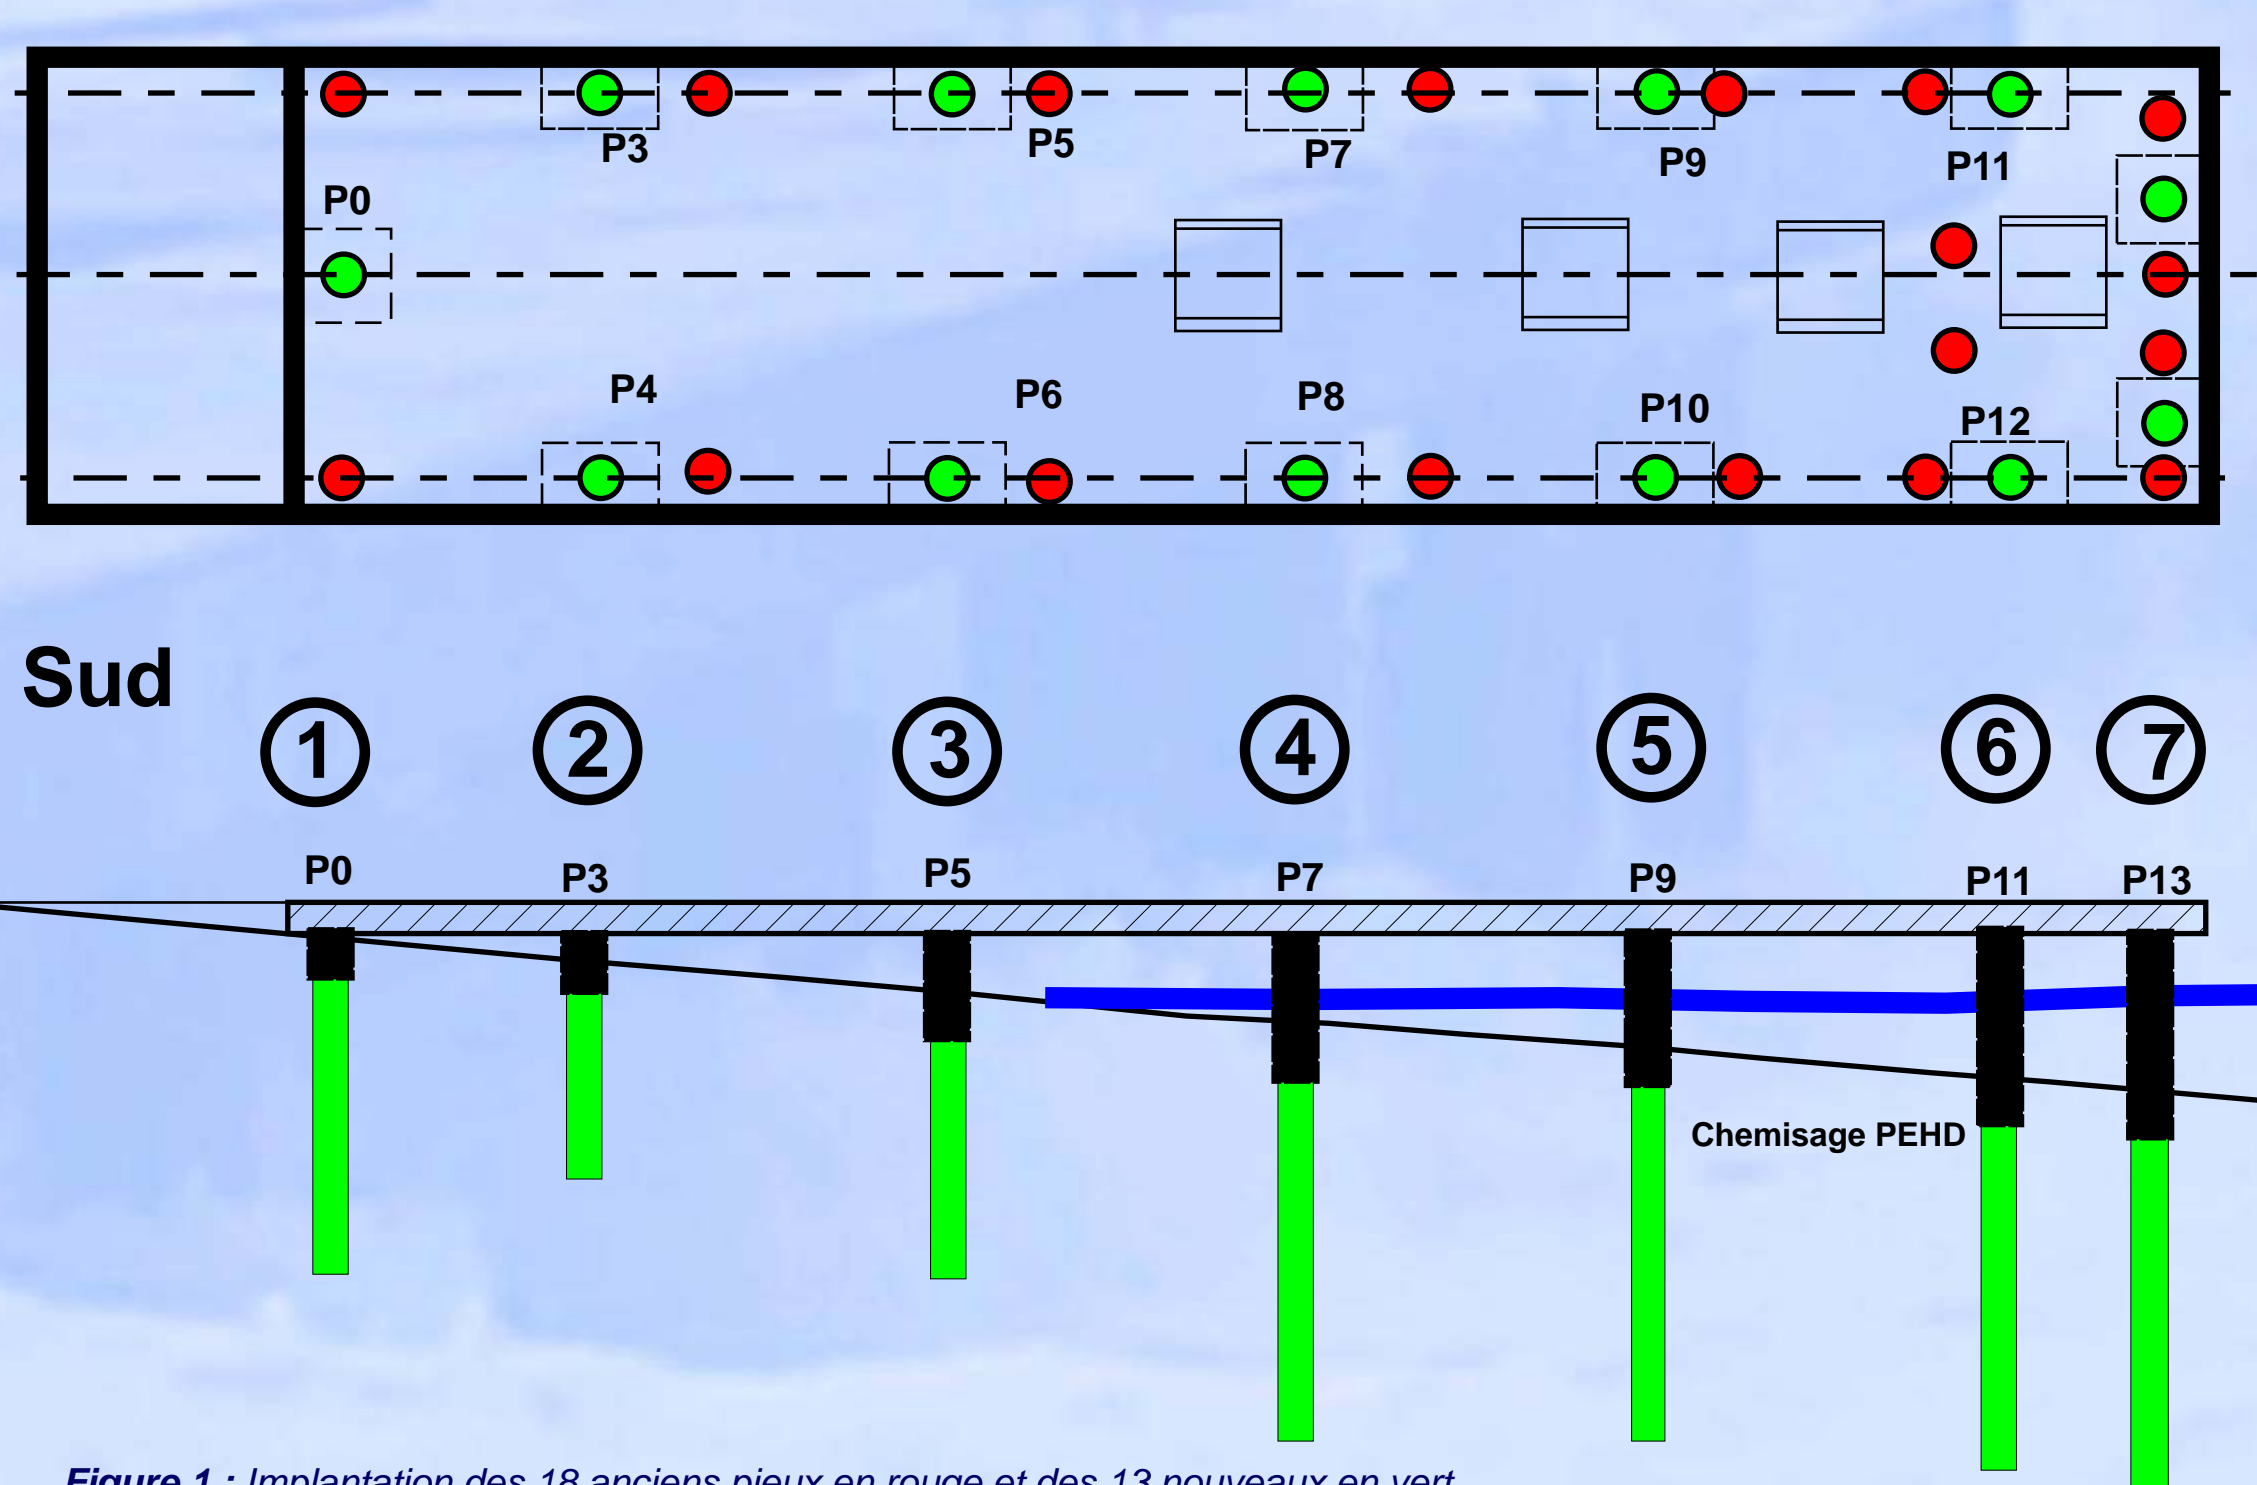 P3
P5
P7
P9
P11
P0
P4
P6
P8
P10
P12
Sud
1 2 3 4 5 6 7
P0 P3 P5 P7 P9 P11 P13
Chemisage PEHD
Figure 1 : Implantation des 18 anciens pieux en rouge et des 13 nouveaux en vert